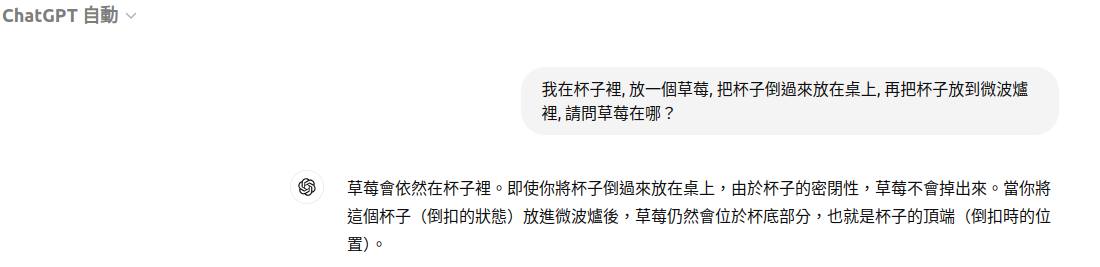 ChatGPT 自動
我在杯子裡, 放一個草莓, 把杯子倒過來放在桌上, 再把杯子放到微波爐
裡, 請問草莓在哪？
草莓會依然在杯子裡。即使你將杯子倒過來放在桌上，由於杯子的密閉性，草莓不會掉出來。當你將
這個杯子（倒扣的狀態）放進微波爐後，草莓仍然會位於杯底部分，也就是杯子的頂端（倒扣時的位
置）。